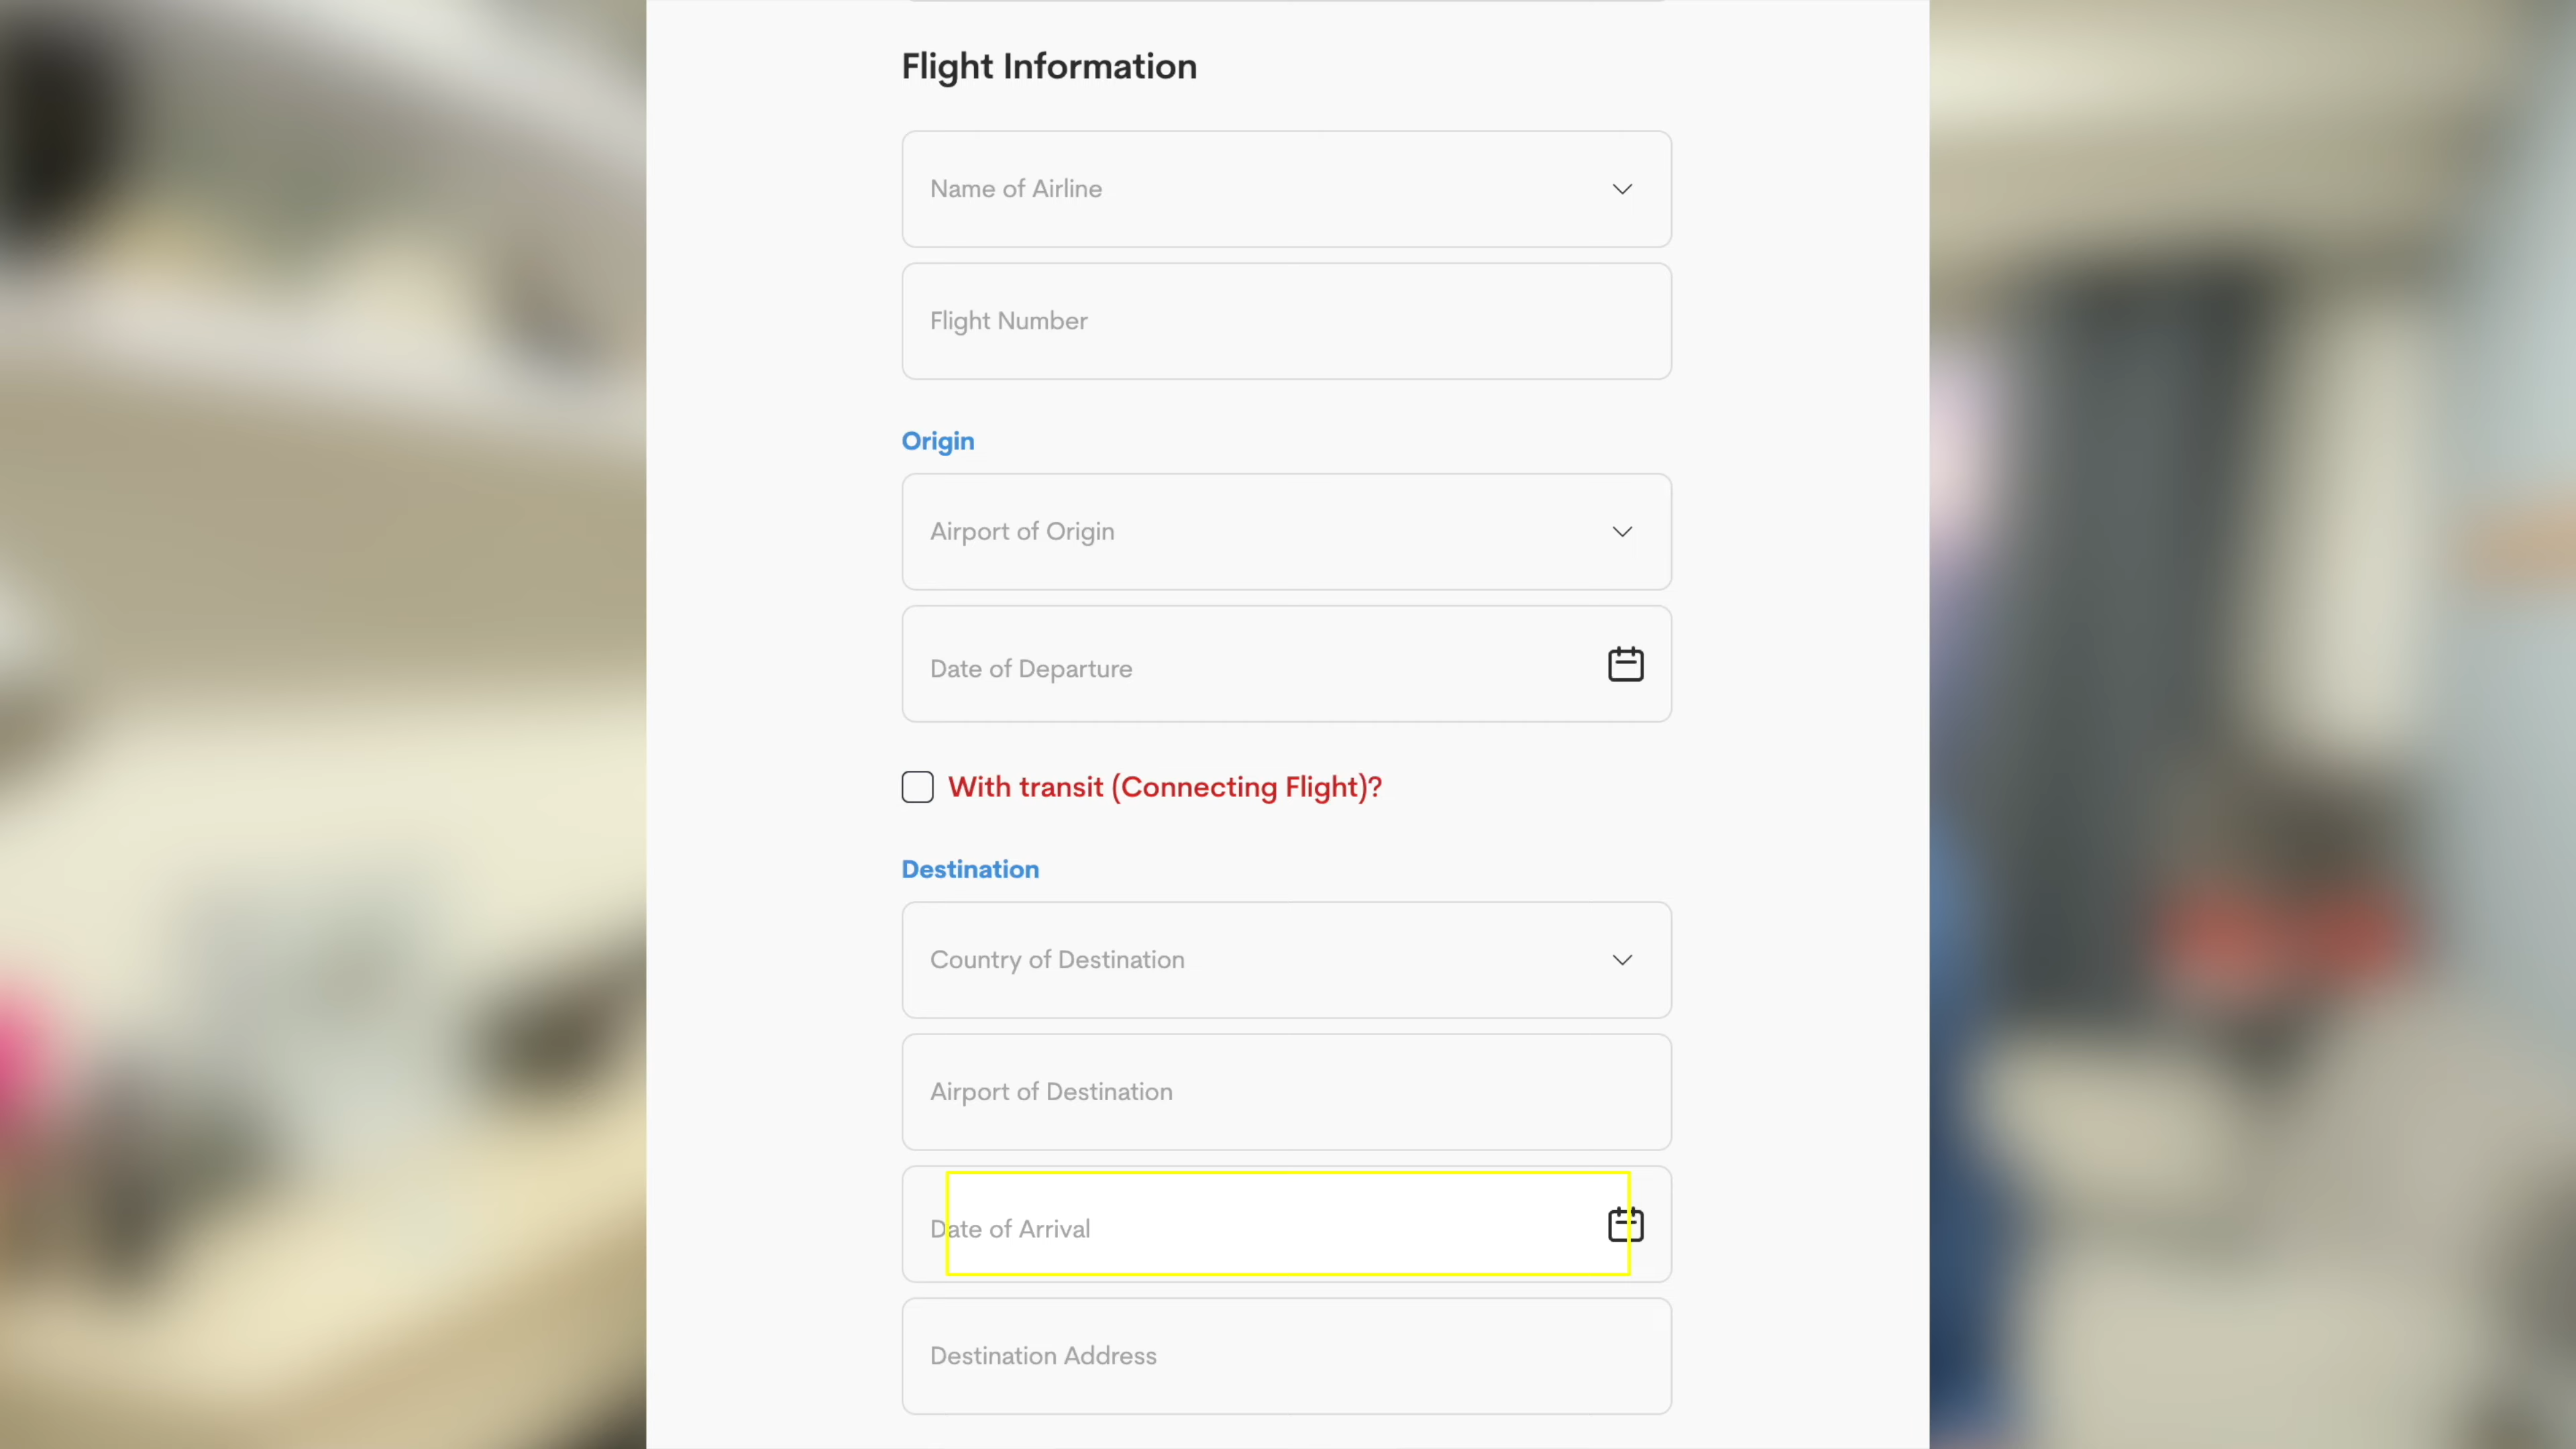 Flight Information
Name of Airline
Flight Number
Origin
Airport of Origin
Date of Departure
With transit (Connecting Flight)?
Destination
Country of Destination
Airport of Destination
Date of Arrival
Destination Address